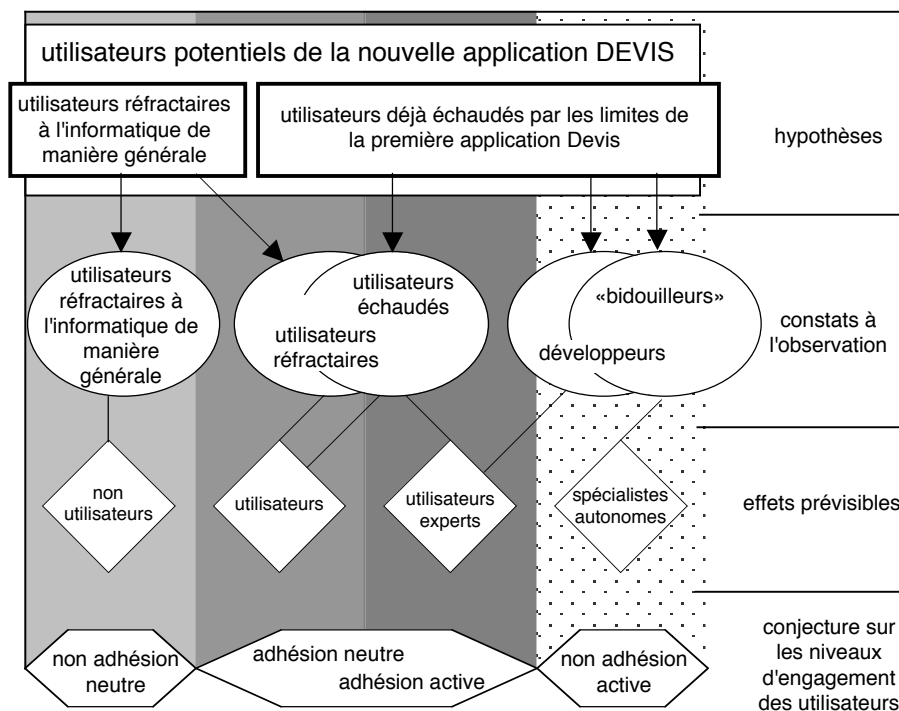 utilisateurs potentiels de la nouvelle application DEVIS
utilisateurs réfractaires
à l'informatique de
manière générale
utilisateurs déjà échaudés par les limites de
la première application Devis
hypothèses
utilisateurs
réfractaires à
l'informatique de
manière
générale
utilisateurs
échaudés
utilisateurs
réfractaires
«bidouilleurs»
développeurs
constats à
l'observation
non
utilisateurs
utilisateurs
utilisateurs
experts
spécialistes
autonomes
effets prévisibles
non adhésion
neutre
adhésion neutre
adhésion active
non adhésion
active
conjecture sur
les niveaux
d'engagement
des utilisateurs